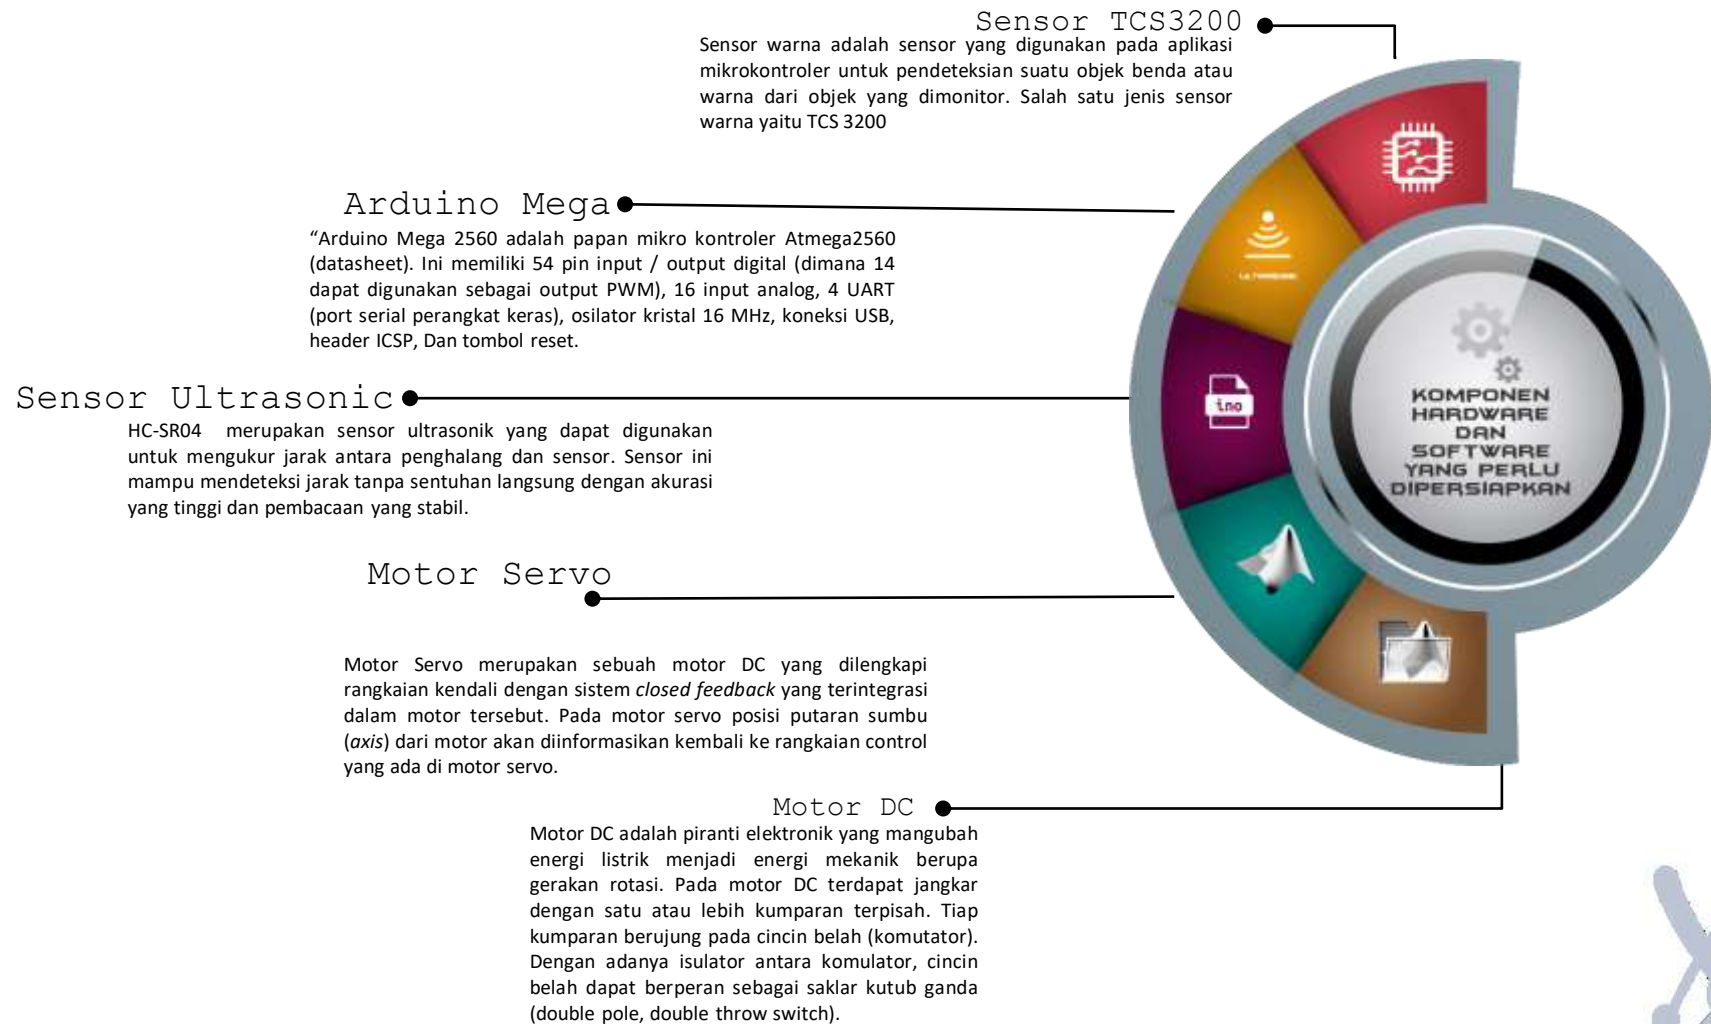 Sensor TCS3200
Sensor warna adalah sensor yang digunakan pada aplikasi
mikrokontroler untuk pendeteksian suatu objek benda atau
warna dari objek yang dimonitor. Salah satu jenis sensor
warna yaitu TCS 3200
Arduino Mega
“Arduino Mega 2560 adalah papan mikro kontroler Atmega2560
(datasheet). Ini memiliki 54 pin input / output digital (dimana 14
dapat digunakan sebagai output PWM), 16 input analog, 4 UART
(port serial perangkat keras), osilator kristal 16 MHz, koneksi USB,
header ICSP, Dan tombol reset.
Sensor Ultrasonic
HC-SR04 merupakan sensor ultrasonik yang dapat digunakan
untuk mengukur jarak antara penghalang dan sensor. Sensor ini
mampu mendeteksi jarak tanpa sentuhan langsung dengan akurasi
yang tinggi dan pembacaan yang stabil.
Motor Servo
Motor Servo merupakan sebuah motor DC yang dilengkapi
rangkaian kendali dengan sistem closed feedback yang terintegrasi
dalam motor tersebut. Pada motor servo posisi putaran sumbu
(axis) dari motor akan diinformasikan kembali ke rangkaian control
yang ada di motor servo.
Motor DC
Motor DC adalah piranti elektronik yang mangubah
energi listrik menjadi energi mekanik berupa
gerakan rotasi. Pada motor DC terdapat jangkar
dengan satu atau lebih kumparan terpisah. Tiap
kumparan berujung pada cincin belah (komutator).
Dengan adanya isulator antara komulator, cincin
belah dapat berperan sebagai saklar kutub ganda
(double pole, double throw switch).
ino
KOMPONEN
HARDWARE
DAN
SOFTWARE
YANG PERLU
DIPERSIAPKAN